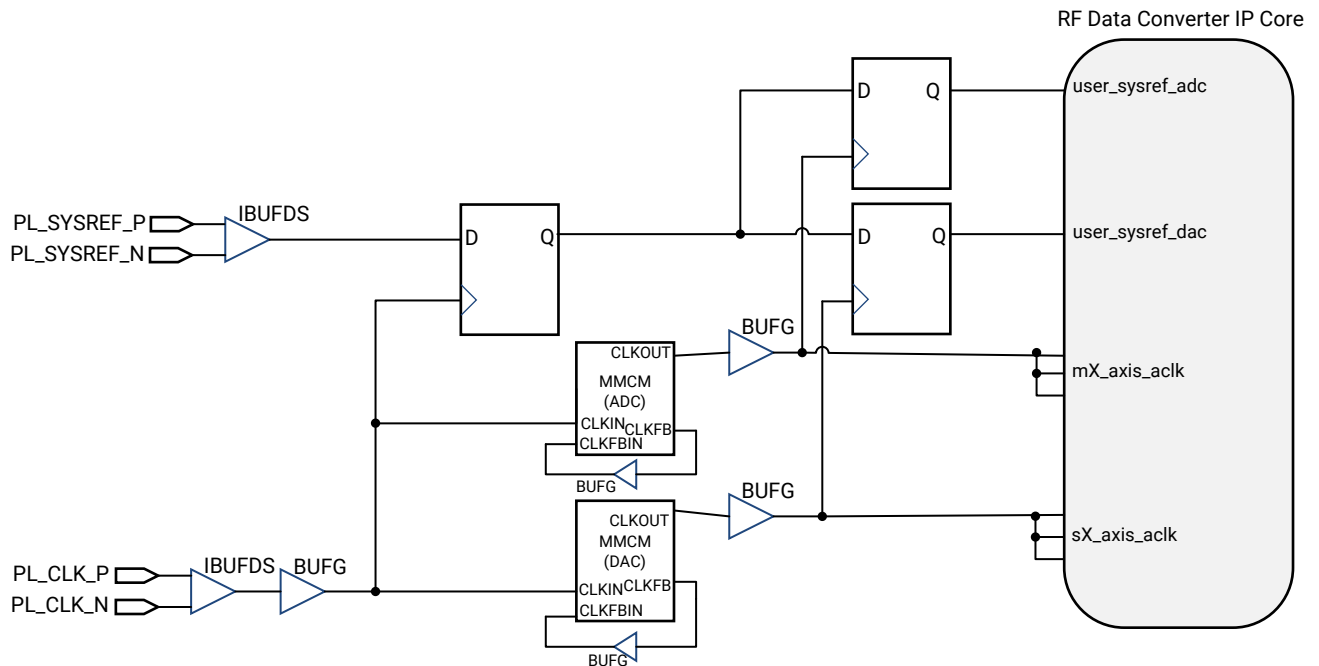 RF Data Converter IP Core
D
Q
user_sysref_adc
PL_SYSREF_P
IBUFDS
PL_SYSREF_N
D
Q
D
Q
user_sysref_dac
BUFG
CLKOUT
MMCM
(ADC)
CLKIN
CLKFB
CLKFBIN
BUFG
mX_axis_aclk
BUFG
CLKOUT
MMCM
(DAC)
CLKIN
CLKFB
CLKFBIN
BUFG
sX_axis_aclk
PL_CLK_P
IBUFDS
BUFG
PL_CLK_N